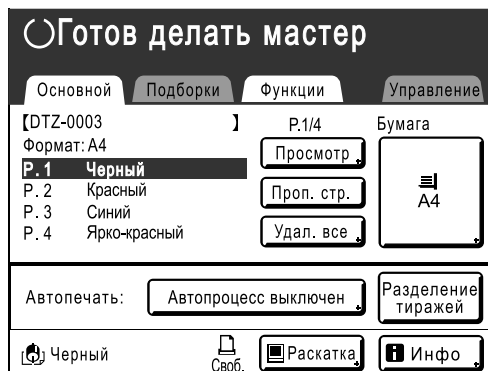 Готов делать мастер
Основной Подборки Функции Управление
【DTZ-0003 】 P.1/4 Бумага
Формат: A4
Просмотр
P. 1 Черный
P. 2 Красный
Проп. стр.
A4
P. 3 Синий
P. 4 Ярко-красный
Удал. все
Автопечать: Автопроцесс выключен
Разделение
тиражей
Черный
Своб.
Раскатка
Инфо